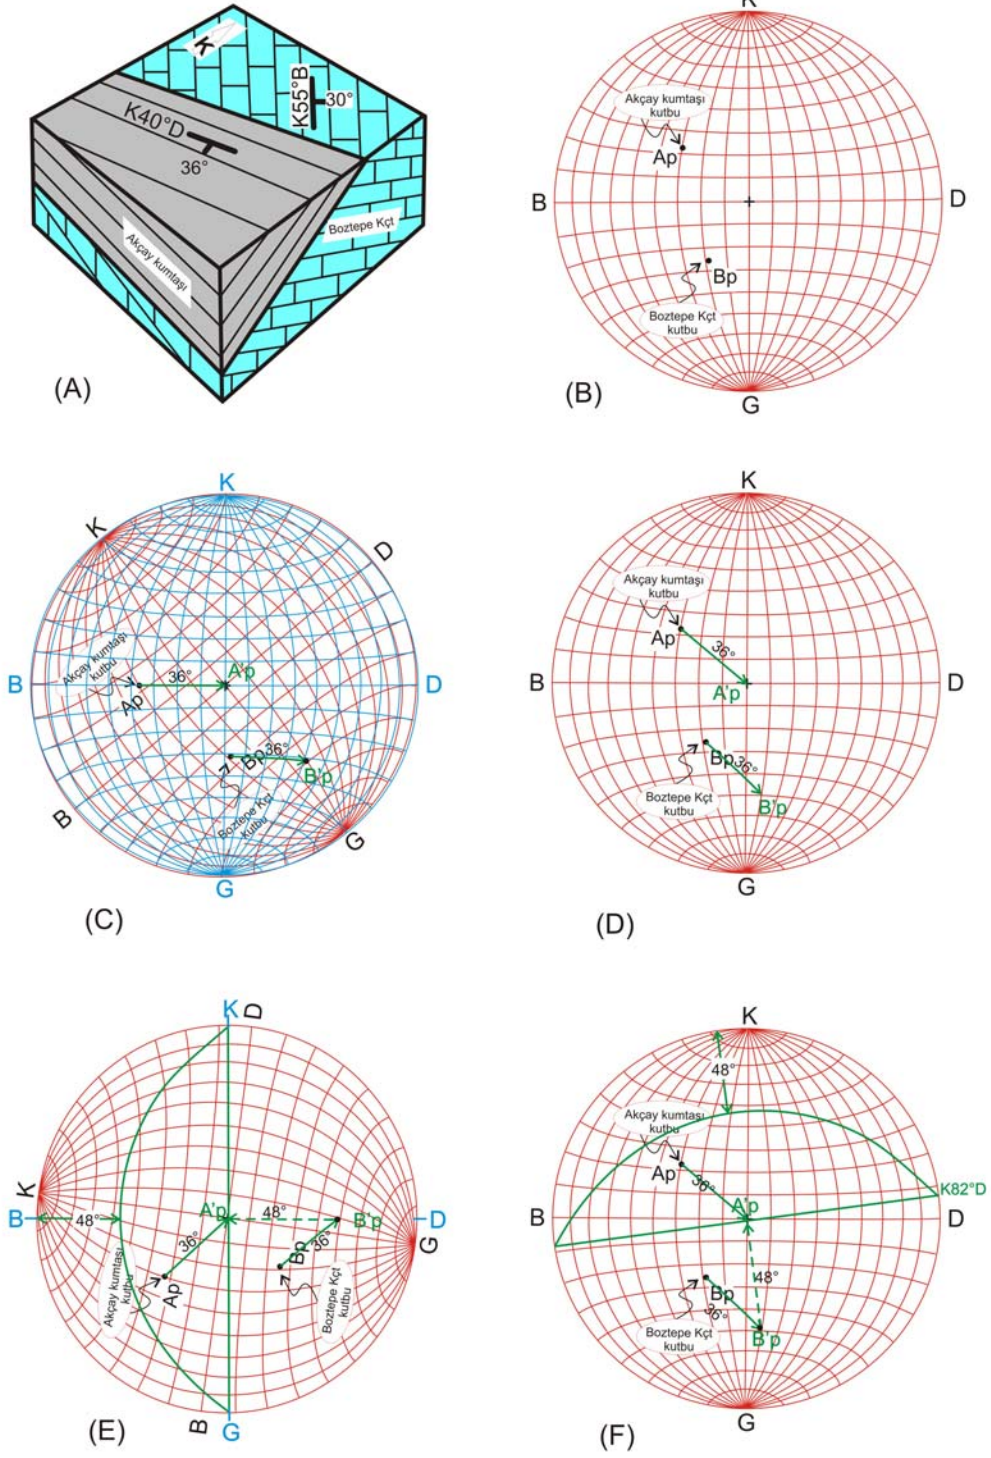 K
K55°B
30°
K40°D
36°
Akçay kumtaşı
Boztepe Kçt
(A)
K
Akçay kumtaşı
kutbu
Ap
B
D
Bp
Boztepe Kçt
kutbu
G
(B)
K
K
D
Akçay kumtaşı
kutbu
A'p
36°
B
D
Ap
Bp
36°
B'p
Boztepe Kçt
kutbu
B
G
G
(C)
K
Akçay kumtaşı
kutbu
Ap
36°
B
D
A'p
Bp
36°
Boztepe Kçt
kutbu
B'p
G
(D)
K
D
K
B
48°
A'p
48°
B'p
D
36°
36°
G
Bp
Ap
Akçay kumtaşı
kutbu
Boztepe Kçt
kutbu
B
G
(E)
K
48°
Akçay kumtaşı
kutbu
Ap
36°
K82°D
A'p
B
D
48°
Bp
36°
Boztepe Kçt
kutbu
B'p
G
(F)